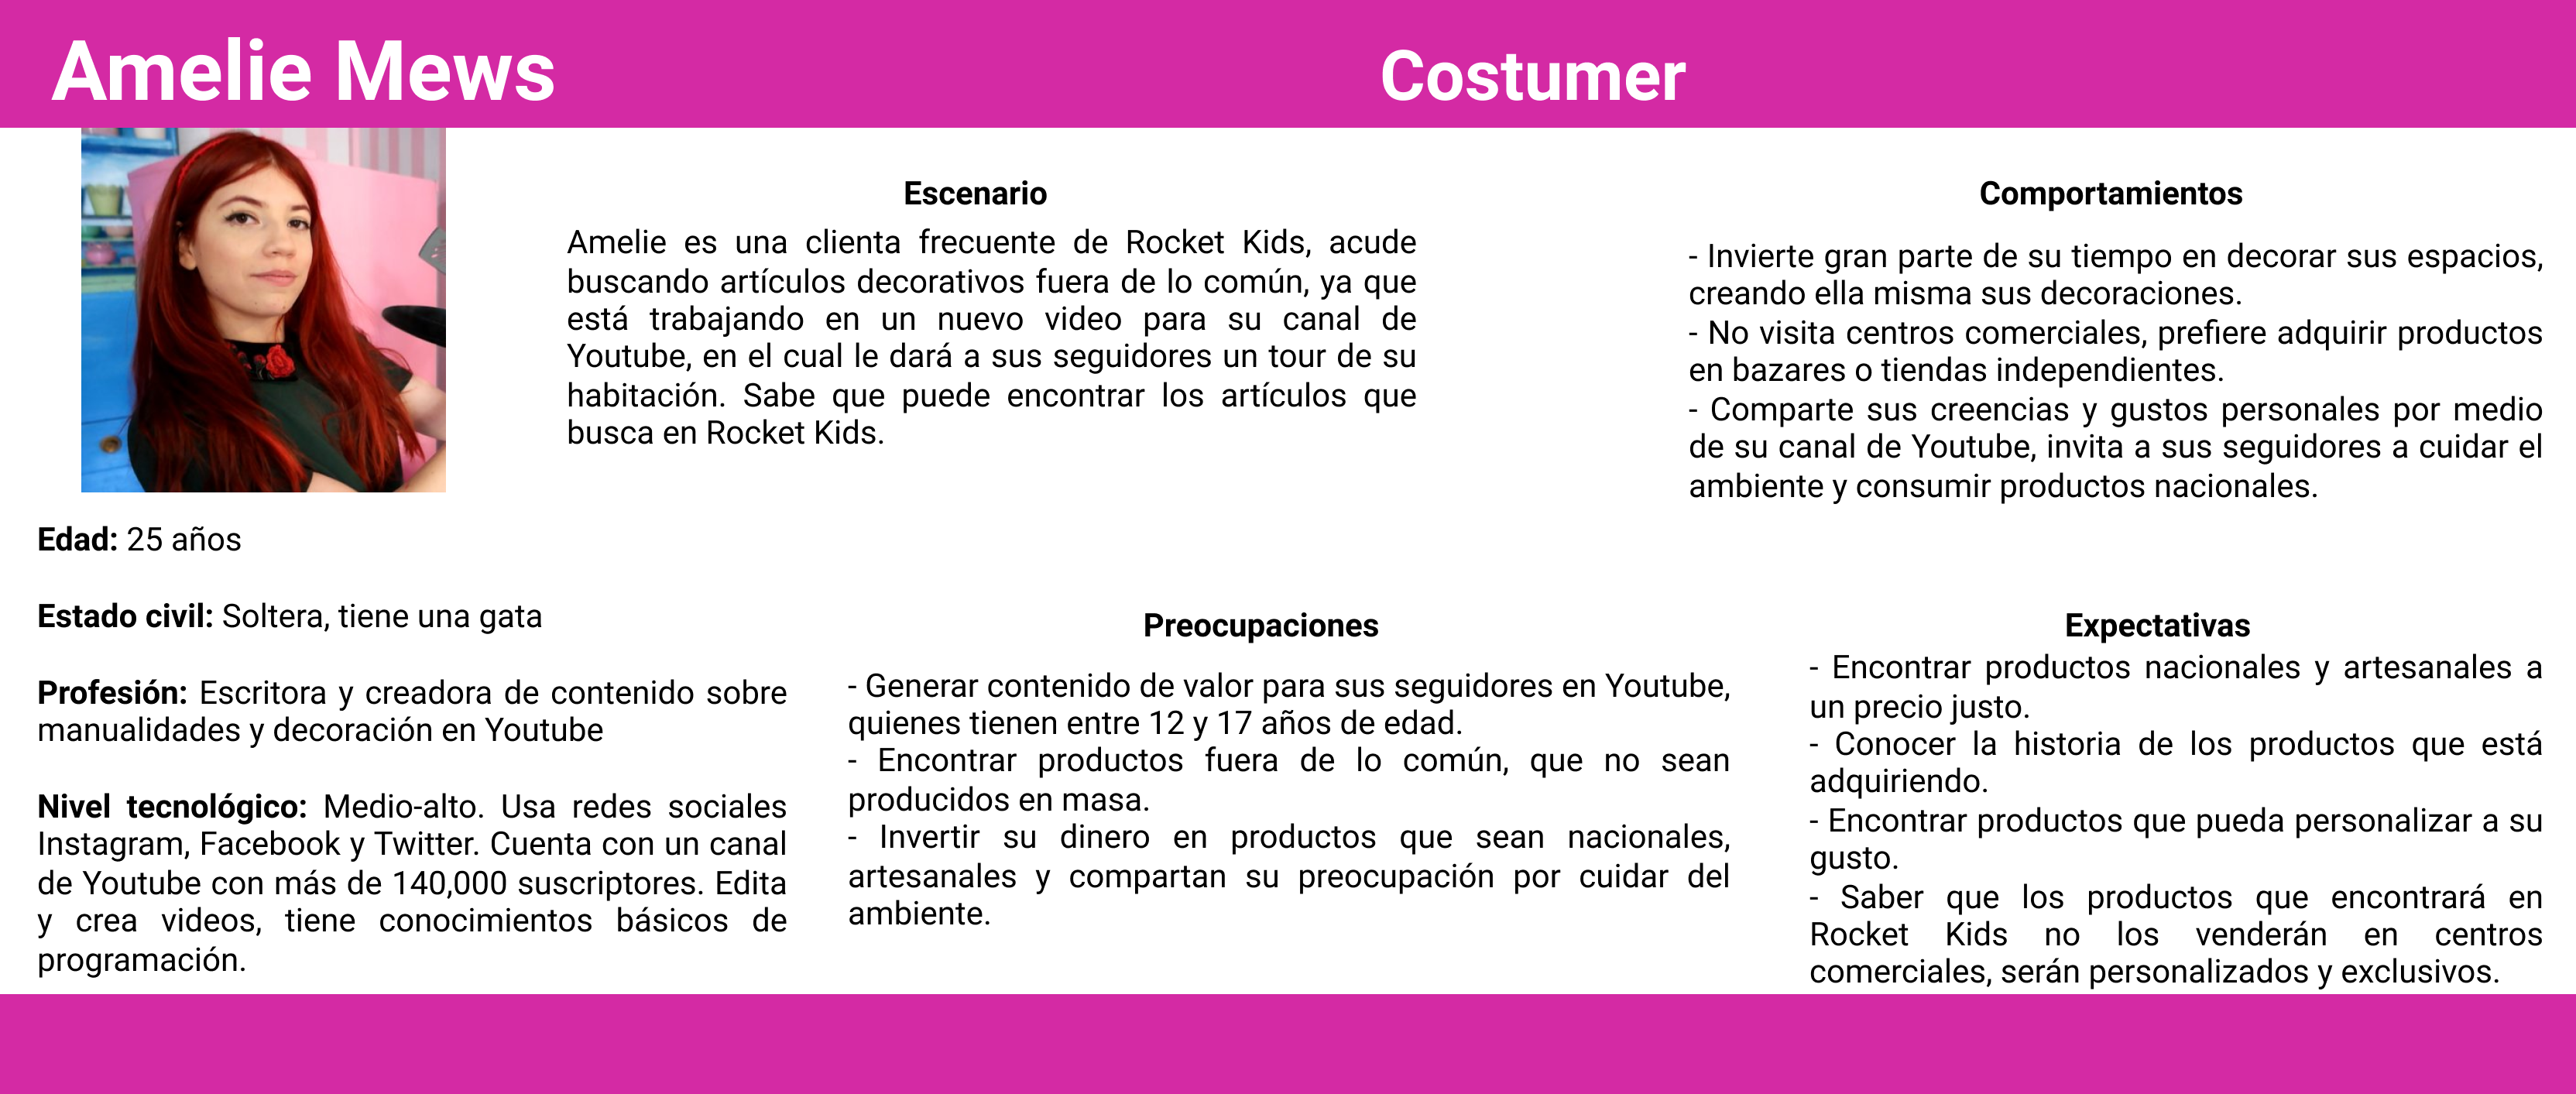 Amelie Mews
Costumer
Edad: 25 años
Estado civil: Soltera, tiene una gata
Profesión: Escritora y creadora de contenido sobre
manualidades y decoración en Youtube
Nivel tecnológico: Medio-alto. Usa redes sociales
Instagram, Facebook y Twitter. Cuenta con un canal
de Youtube con más de 140,000 suscriptores. Edita
y crea videos, tiene conocimientos básicos de
programación.
Escenario
Amelie es una clienta frecuente de Rocket Kids, acude
buscando artículos decorativos fuera de lo común, ya que
está trabajando en un nuevo video para su canal de
Youtube, en el cual le dará a sus seguidores un tour de su
habitación. Sabe que puede encontrar los artículos que
busca en Rocket Kids.
Comportamientos
- Invierte gran parte de su tiempo en decorar sus espacios,
creando ella misma sus decoraciones.
- No visita centros comerciales, prefiere adquirir productos
en bazares o tiendas independientes.
- Comparte sus creencias y gustos personales por medio
de su canal de Youtube, invita a sus seguidores a cuidar el
ambiente y consumir productos nacionales.
Preocupaciones
- Generar contenido de valor para sus seguidores en Youtube,
quienes tienen entre 12 y 17 años de edad.
- Encontrar productos fuera de lo común, que no sean
producidos en masa.
- Invertir su dinero en productos que sean nacionales,
artesanales y compartan su preocupación por cuidar del
ambiente.
Expectativas
- Encontrar productos nacionales y artesanales a
un precio justo.
- Conocer la historia de los productos que está
adquiriendo.
- Encontrar productos que pueda personalizar a su
gusto.
- Saber que los productos que encontrará en
Rocket Kids no los venderán en centros
comerciales, serán personalizados y exclusivos.